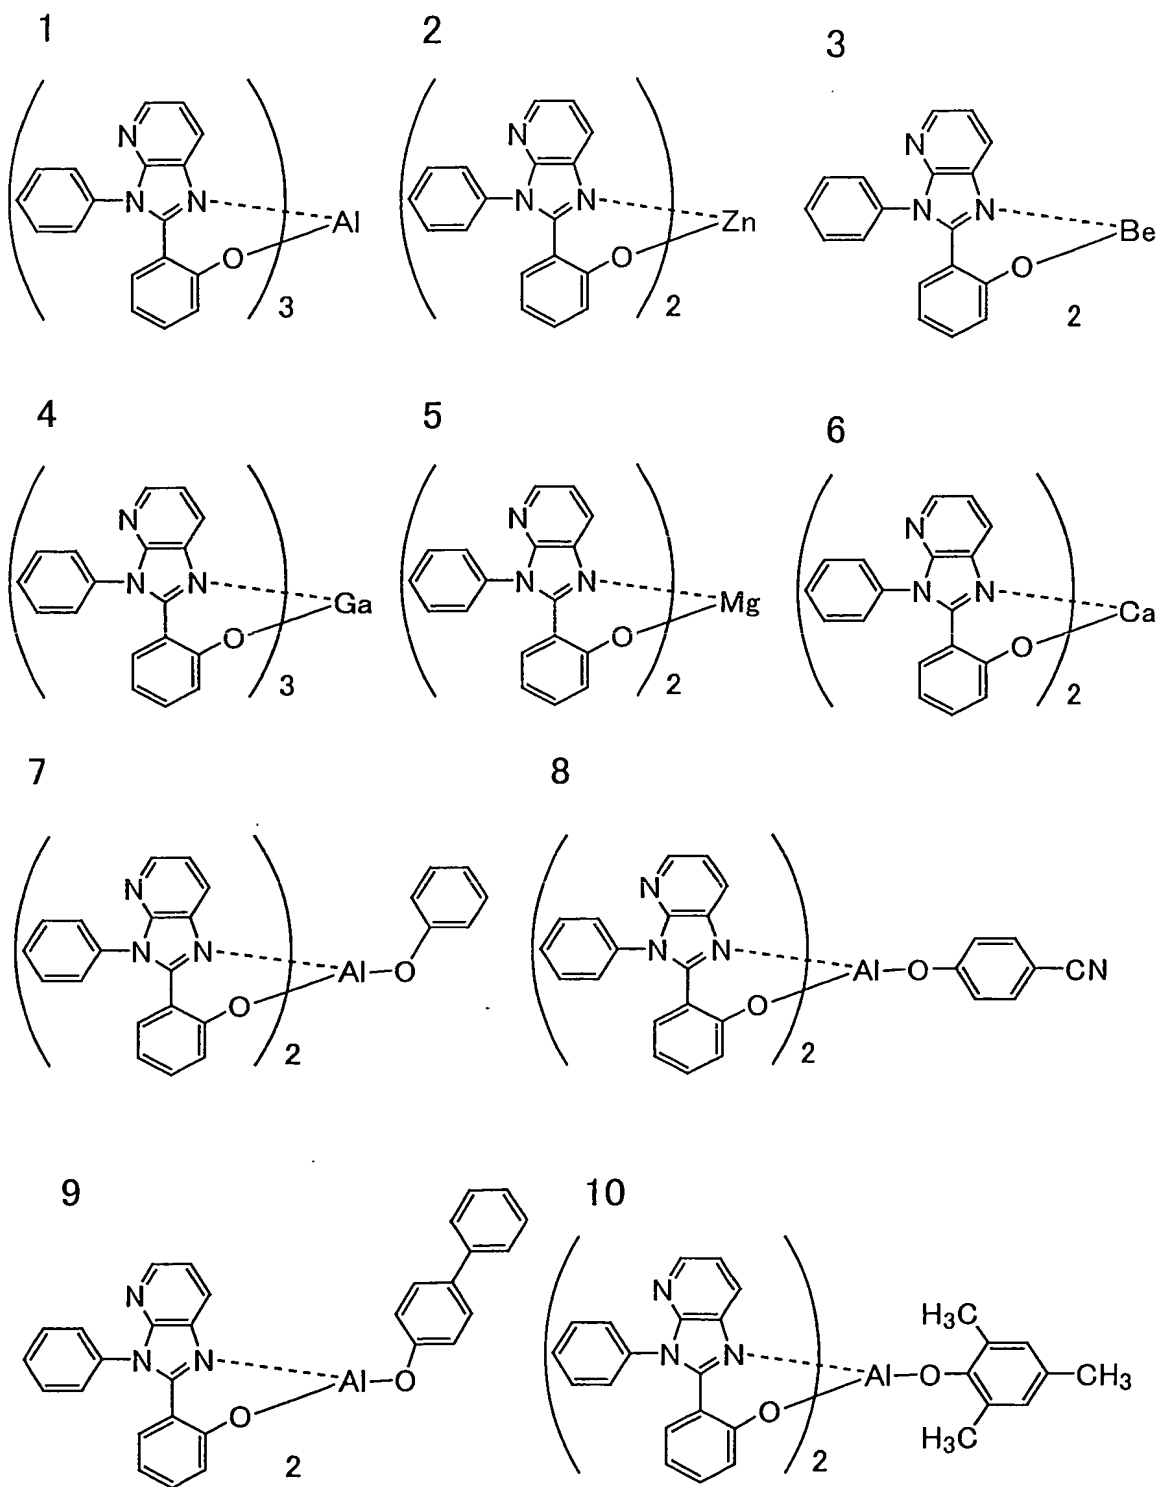 1 2 3
N N N
N N Al N N Zn N N Be
O O O
3 2 2
4 5 6
N N N
N N Ga N N Mg N N Ca
O O O
3 2 2
7 8
N N
N N Al O N N Al O CN
O O
2 2
9 10
N N H₃C
N N Al O N N Al O CH₃
O O H₃C
2 2